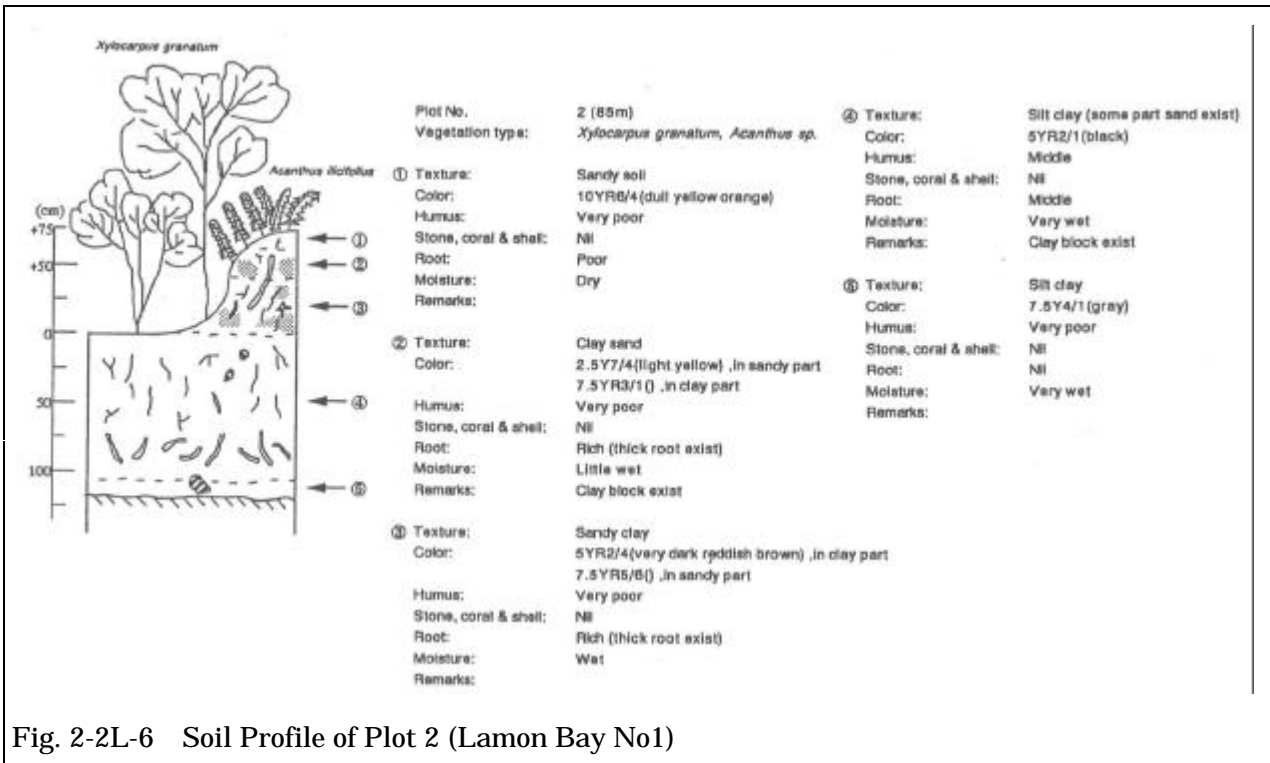 Xylocarpus granatum
Acanthus ilicifolius
(cm)
+75
+50
0
50
100
①
②
③
④
⑤
Plot No. 2 (85m)
Vegetation type: Xylocarpus granatum, Acanthus sp.
① Texture: Sandy soil
Color: 10YR6/4(dull yellow orange)
Humus: Very poor
Stone, coral & shell: Nil
Root: Poor
Moisture: Dry
Remarks:
② Texture: Clay sand
Color: 2.5Y7/4(light yellow) ,in sandy part
7.5YR3/1() ,in clay part
Humus: Very poor
Stone, coral & shell: Nil
Root: Rich (thick root exist)
Moisture: Little wet
Remarks: Clay block exist
③ Texture: Sandy clay
Color: 5YR2/4(very dark reddish brown) ,in clay part
7.5YR5/6() ,in sandy part
Humus: Very poor
Stone, coral & shell: Nil
Root: Rich (thick root exist)
Moisture: Wet
Remarks:
④ Texture: Silt clay (some part sand exist)
Color: 5YR2/1(black)
Humus: Middle
Stone, coral & shell: Nil
Root: Middle
Moisture: Very wet
Remarks: Clay block exist
⑤ Texture: Silt clay
Color: 7.5Y4/1(gray)
Humus: Very poor
Stone, coral & shell: Nil
Root: Nil
Moisture: Very wet
Remarks:
Fig. 2-2L-6 Soil Profile of Plot 2 (Lamon Bay No1)